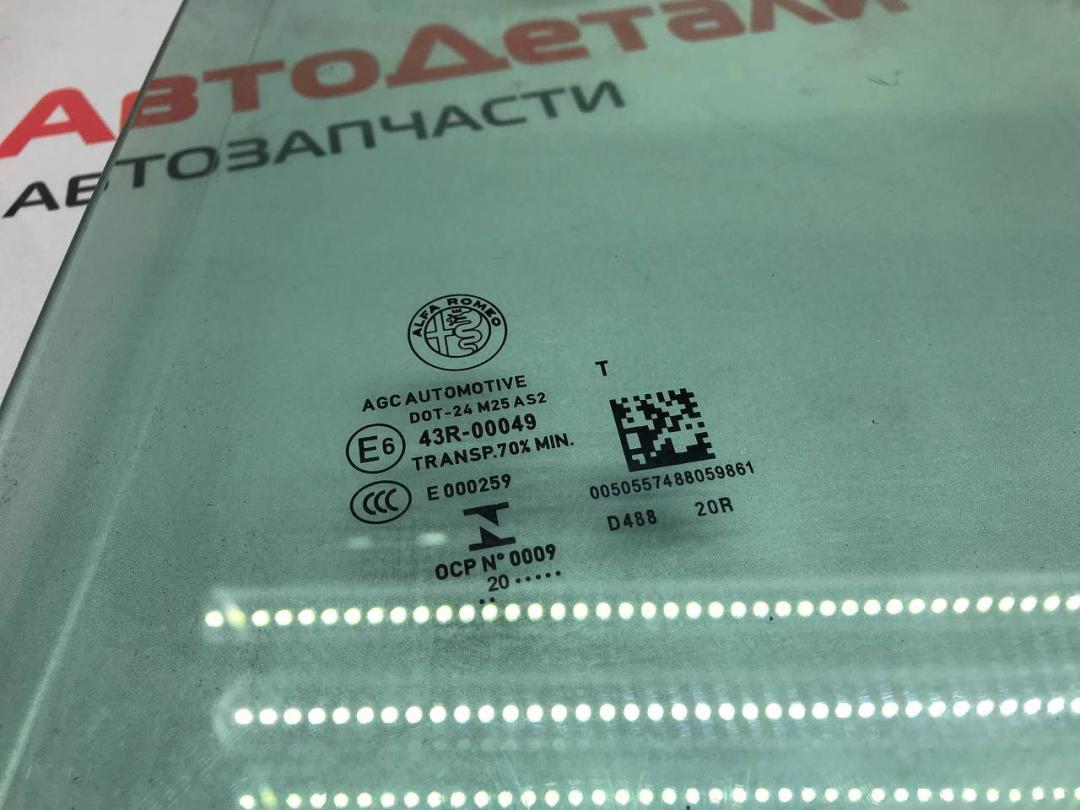 АвтоДетали
АВТОЗАПЧАСТИ
ALFA ROMEO
AGC AUTOMOTIVE
DOT-24 M25 AS2
E6 43R-00049
TRANSP.70% MIN.
CCC E 000259
OCP N° 0009
20.....
..
T
0050557488059861
D488 20R